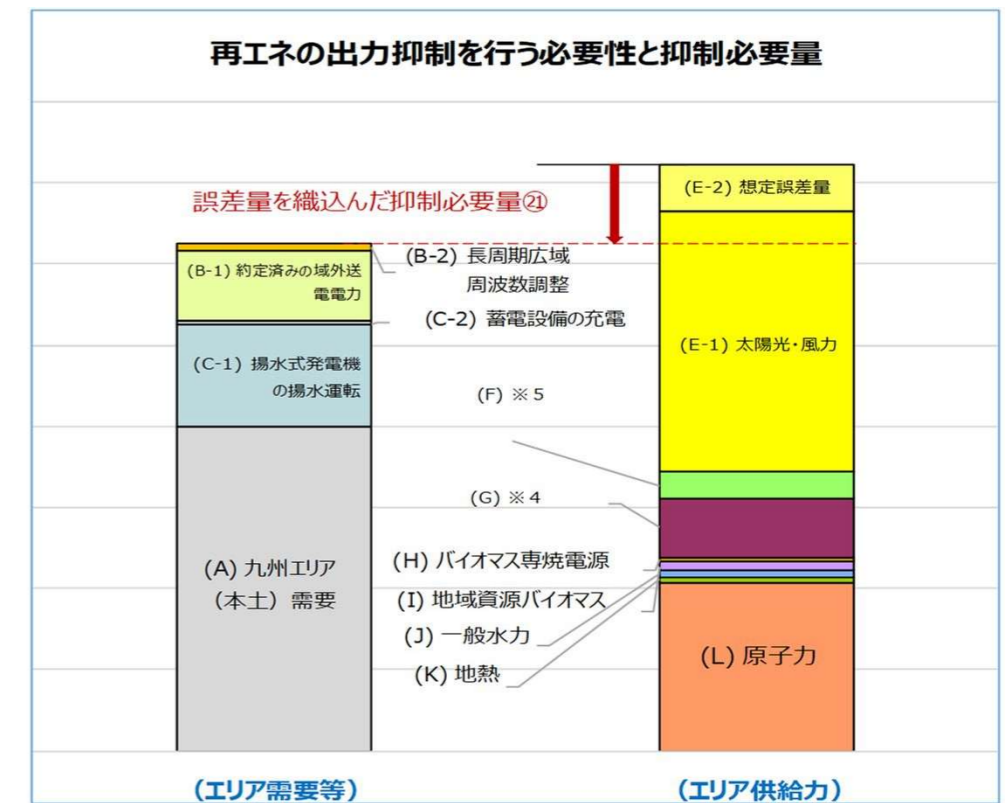 再エネの出力抑制を行う必要性と抑制必要量
誤差量を織込んだ抑制必要量㉑
(E-2) 想定誤差量
(B-2) 長周期広域
周波数調整
(B-1) 約定済みの域外送
電電力
(C-2) 蓄電設備の充電
(E-1) 太陽光・風力
(C-1) 揚水式発電機
の揚水運転
(F) ※5
(G) ※4
(H) バイオマス専焼電源
(A) 九州エリア
(本土) 需要
(I) 地域資源バイオマス
(J) 一般水力
(L) 原子力
(K) 地熱
(エリア需要等)
(エリア供給力)